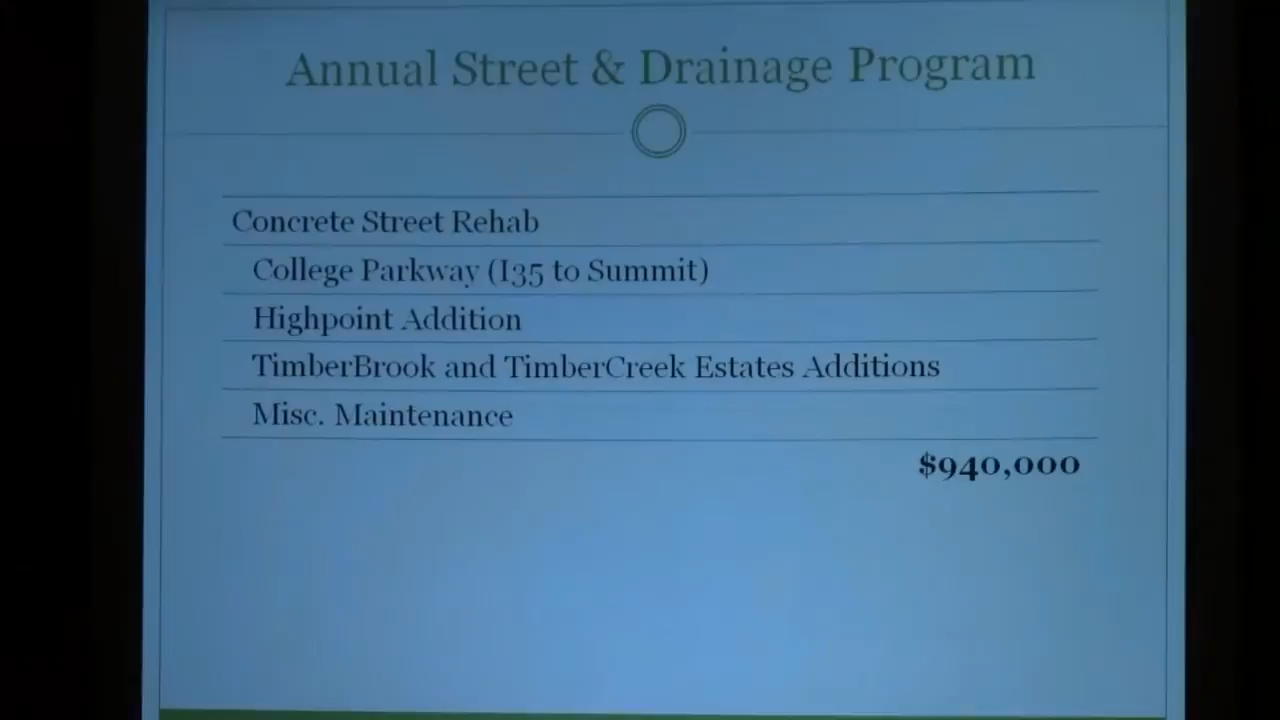 Annual Street & Drainage Program
Concrete Street Rehab
College Parkway (I35 to Summit)
Highpoint Addition
TimberBrook and TimberCreek Estates Additions
Misc. Maintenance
$940,000